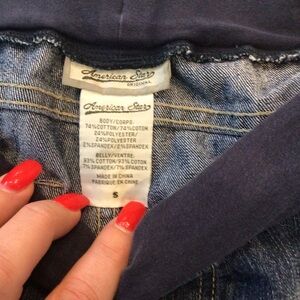 American Star
ORIGINAL
American Star
BODY/CORPS:
74%COTTON/74%COTON
24%POLYESTER/
24%POLYESTER
2%SPANDEX/2%SPANDEX
BELLY/VENTRE:
93%COTTON/93%COTON
7%SPANDEX/7%SPANDEX
MADE IN CHINA
FABRIQUE EN CHINE
S